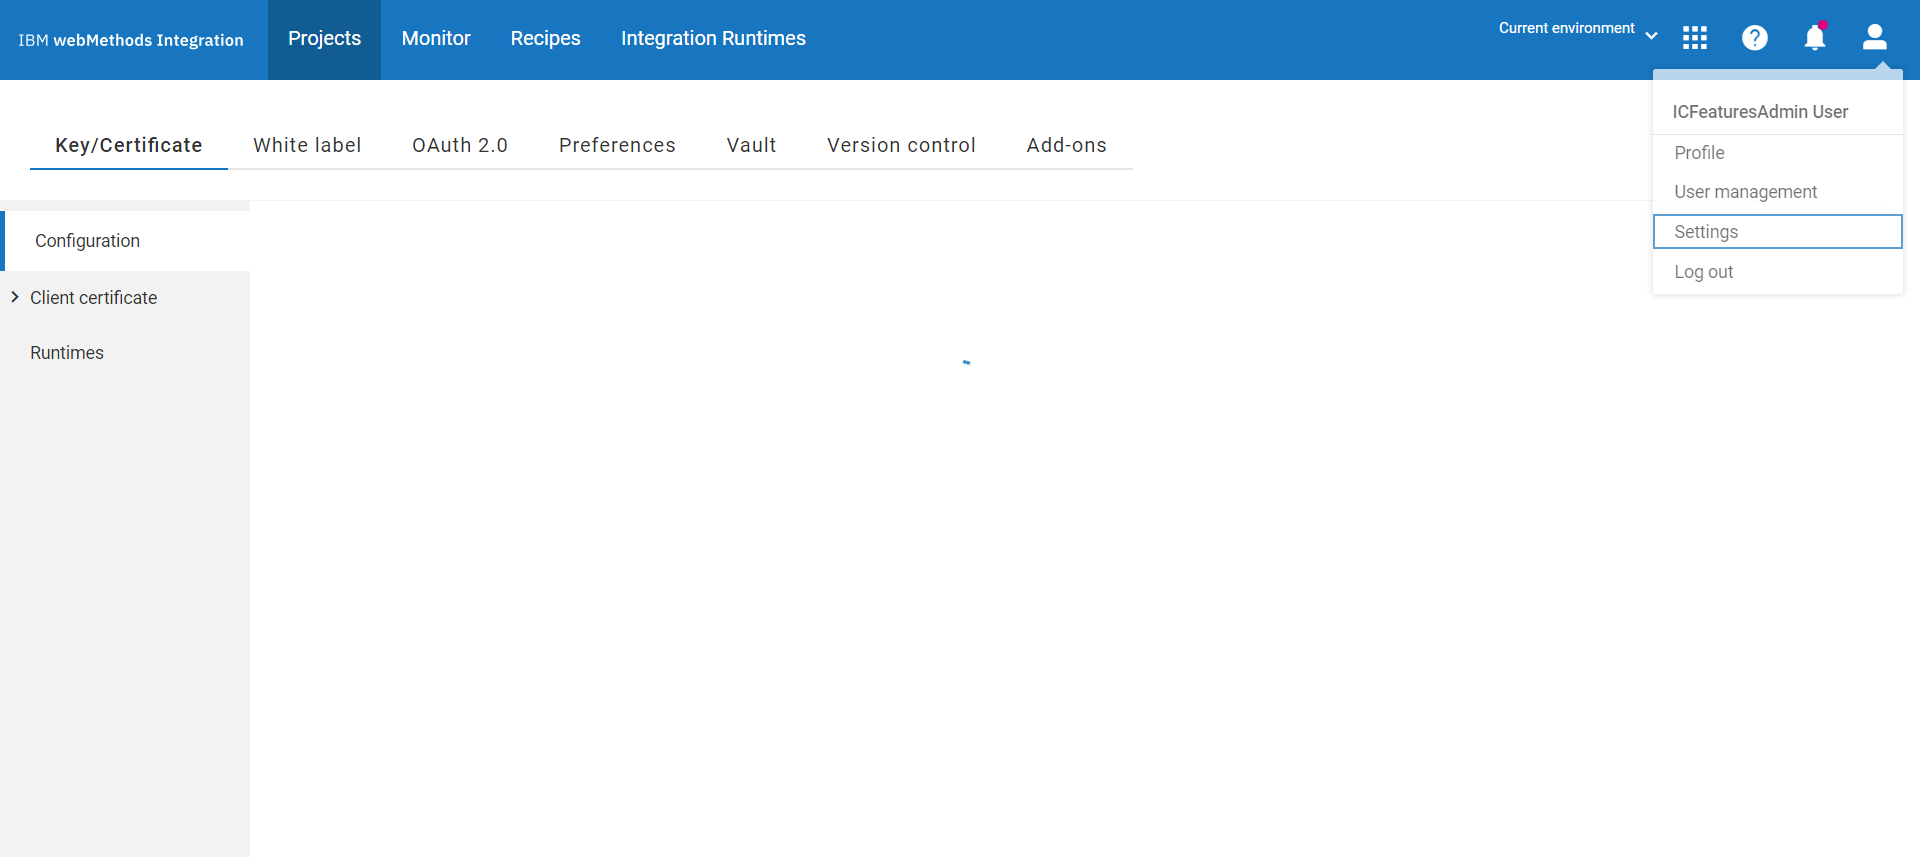 IBM webMethods Integration
Projects
Monitor
Recipes
Integration Runtimes
Current environment
ICFeaturesAdmin User
Profile
User management
Settings
Log out
Key/Certificate
White label
OAuth 2.0
Preferences
Vault
Version control
Add-ons
Configuration
Client certificate
Runtimes